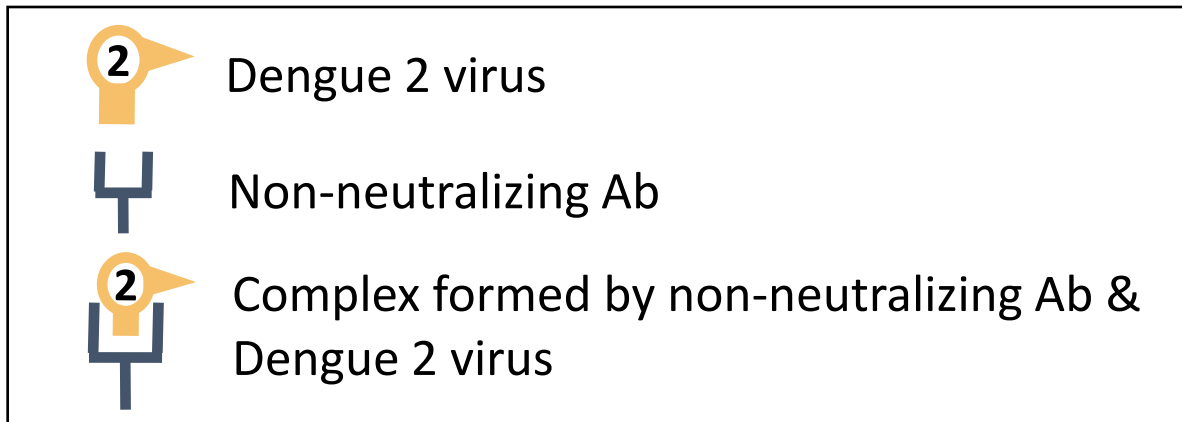 2 Dengue 2 virus
Non-neutralizing Ab
2 Complex formed by non-neutralizing Ab &
Dengue 2 virus